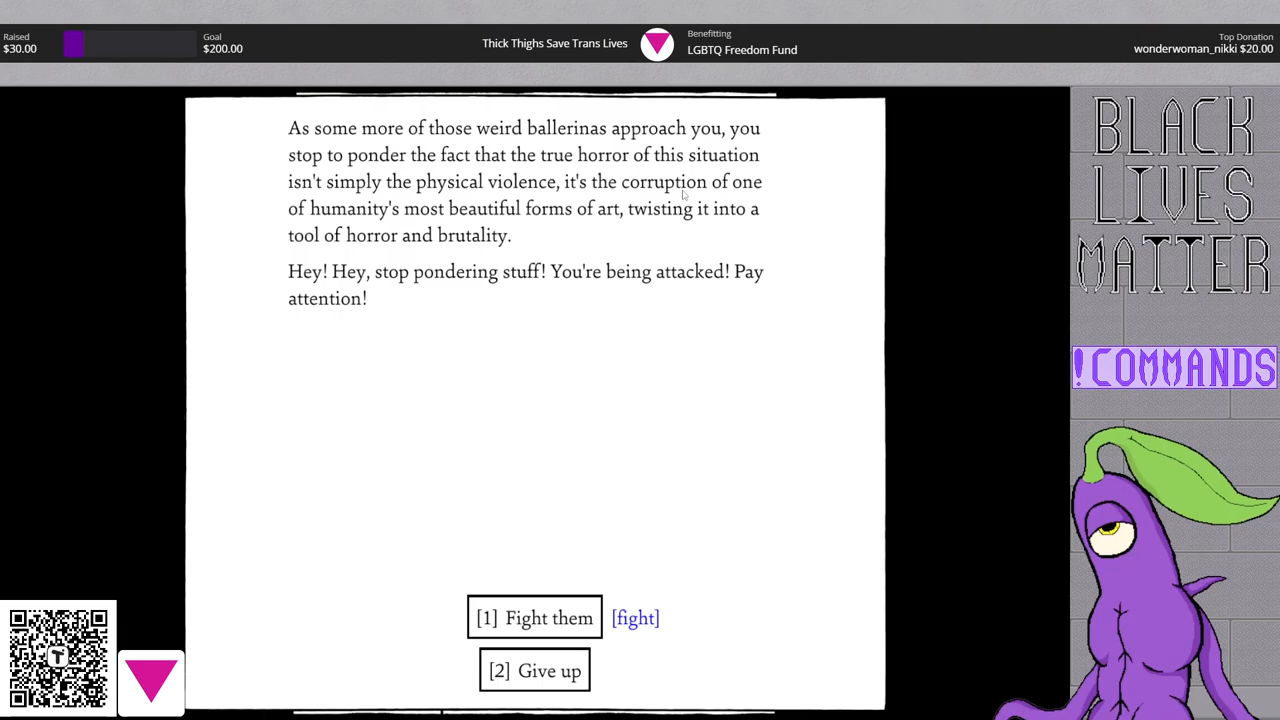 Raised
$30.00
Goal
$200.00
Thick Thighs Save Trans Lives
Benefitting
LGBTQ Freedom Fund
Top Donation
wonderwoman_nikki $20.00
As some more of those weird ballerinas approach you, you
stop to ponder the fact that the true horror of this situation
isn't simply the physical violence, it's the corruption of one
of humanity's most beautiful forms of art, twisting it into a
tool of horror and brutality.
Hey! Hey, stop pondering stuff! You're being attacked! Pay
attention!
[1] Fight them [fight]
[2] Give up
BLACK
LIVES
MATTER
!COMMANDS
T